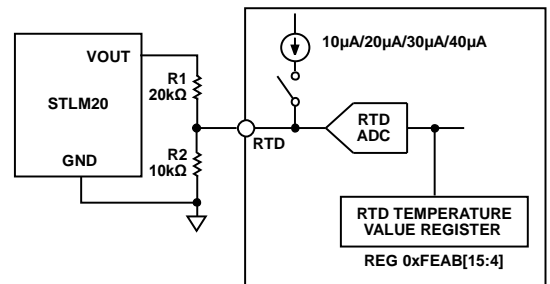 VOUT
STLM20
GND
R1
20kΩ
R2
10kΩ
RTD
10µA/20µA/30µA/40µA
RTD
ADC
RTD TEMPERATURE
VALUE REGISTER
REG 0xFEAB[15:4]